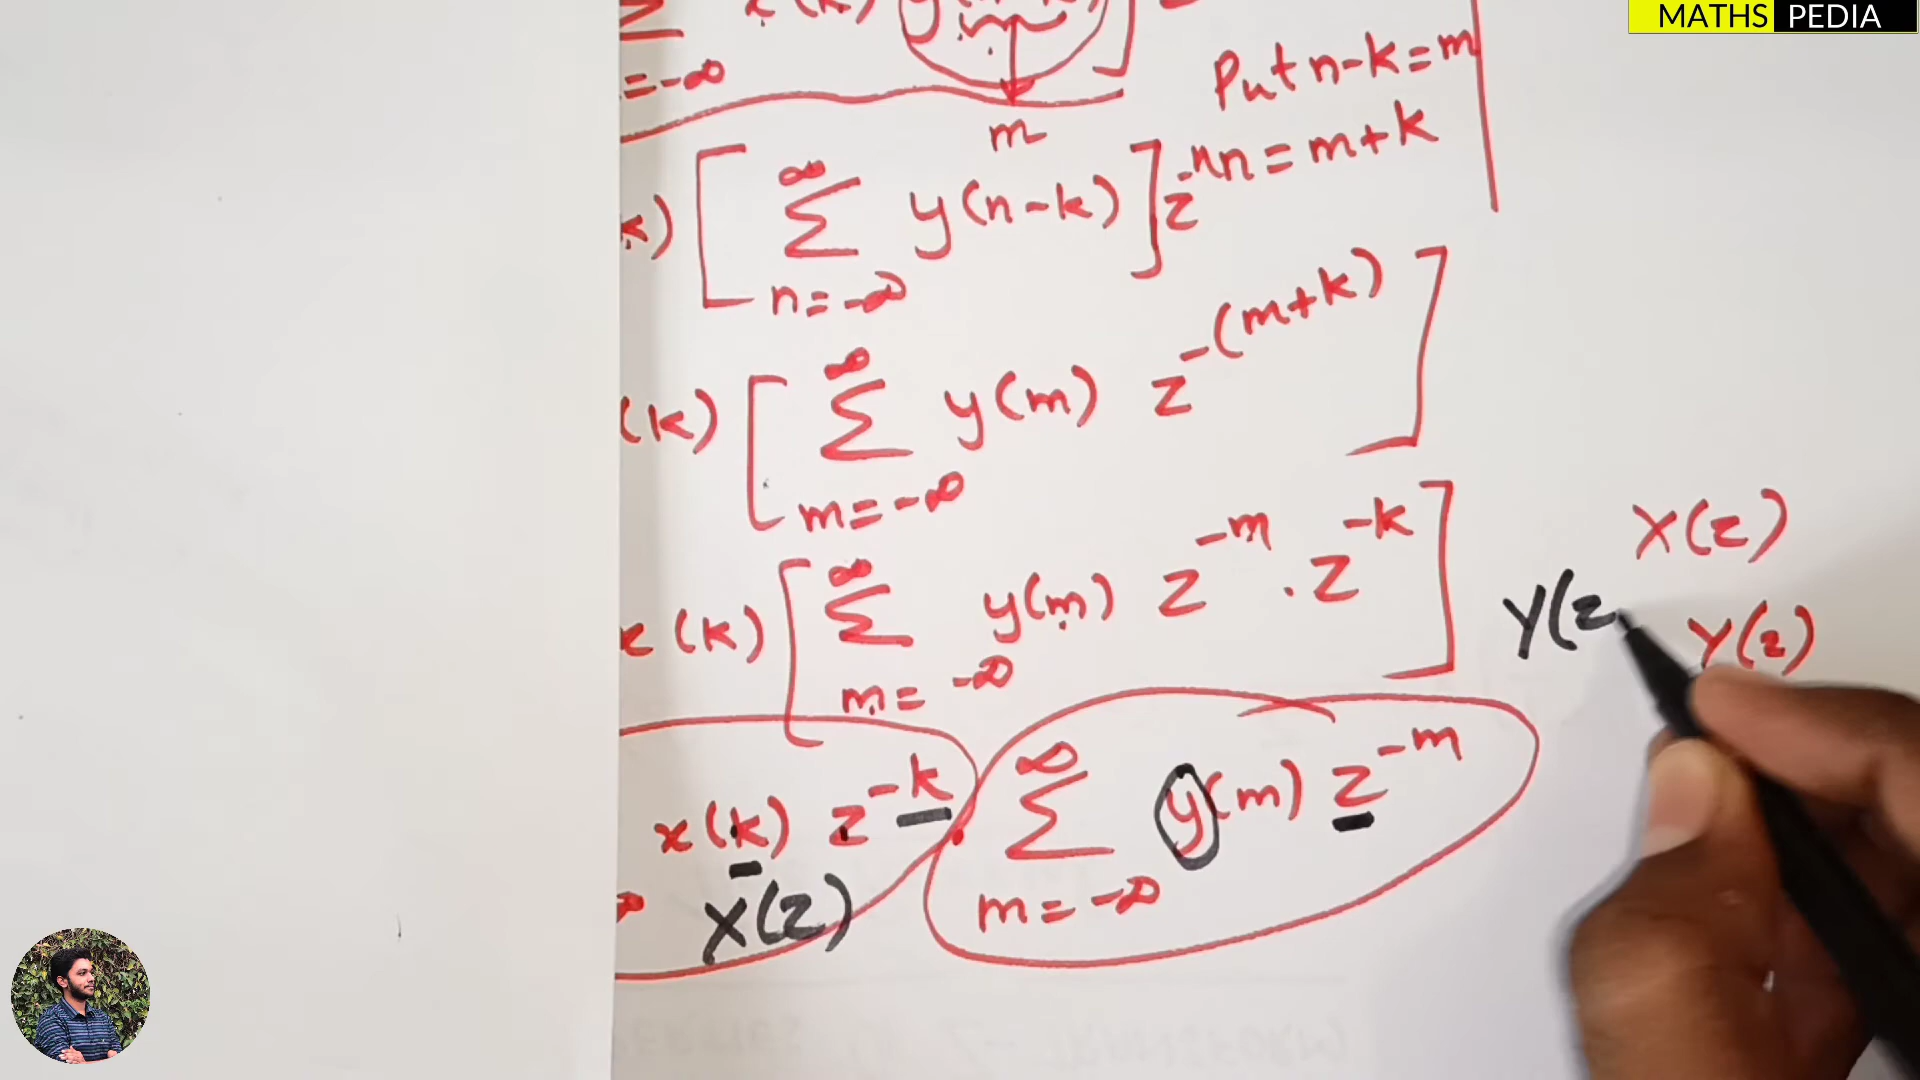 MATHS PEDIA
=-∞
Put n-k=m
m
n=m+k
k) [ ∞ Σ y(n-k) ] z^-n
n=-∞
(k) [ ∞ Σ y(m) z^-(m+k) ]
m=-∞
x(k) [ ∞ Σ y(m) z^-m . z^-k ]
m=-∞
X(z)
Y(z
Y(z)
x(k) z^-k . ∞ Σ y(m) z^-m
m=-∞
X(z)